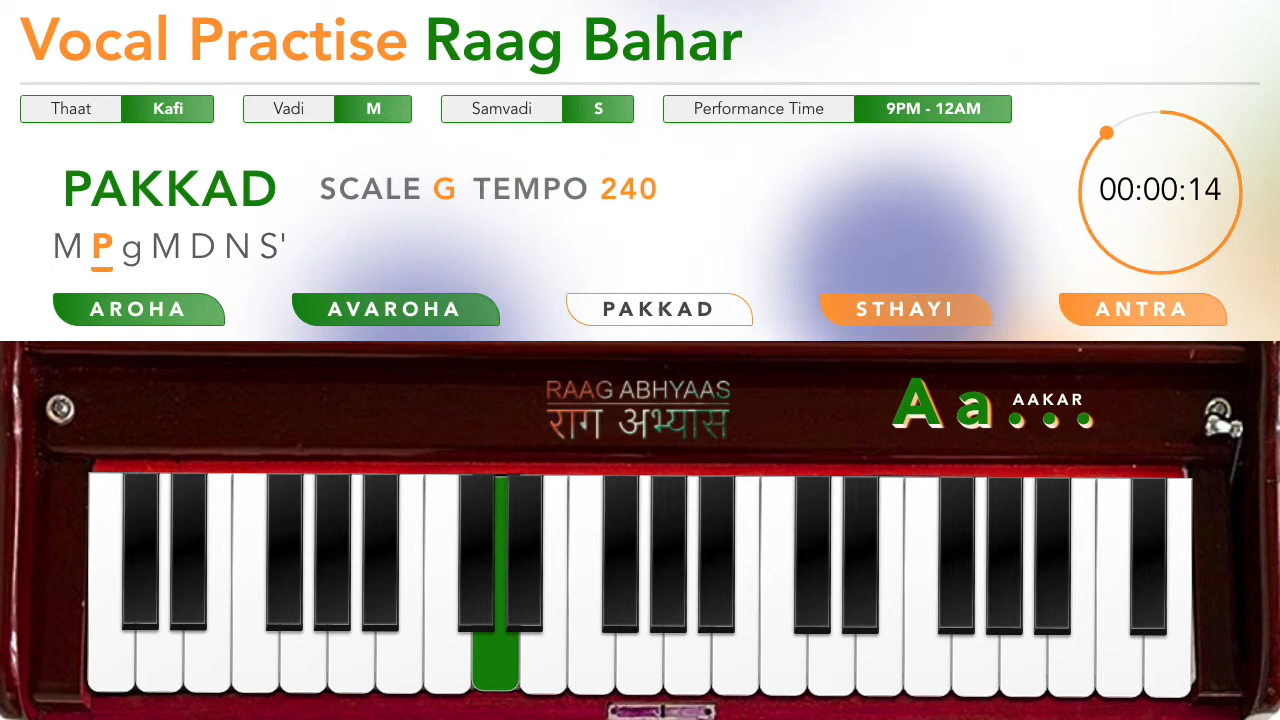 Vocal Practise Raag Bahar
Thaat Kafi Vadi M Samvadi S Performance Time 9PM - 12AM
PAKKAD SCALE G TEMPO 240
00:00:14
M P g M D N S'
AROHA AVAROHA PAKKAD STHAYI ANTRA
RAAG ABHYAAS
राग अभ्यास
Aa... AAKAR